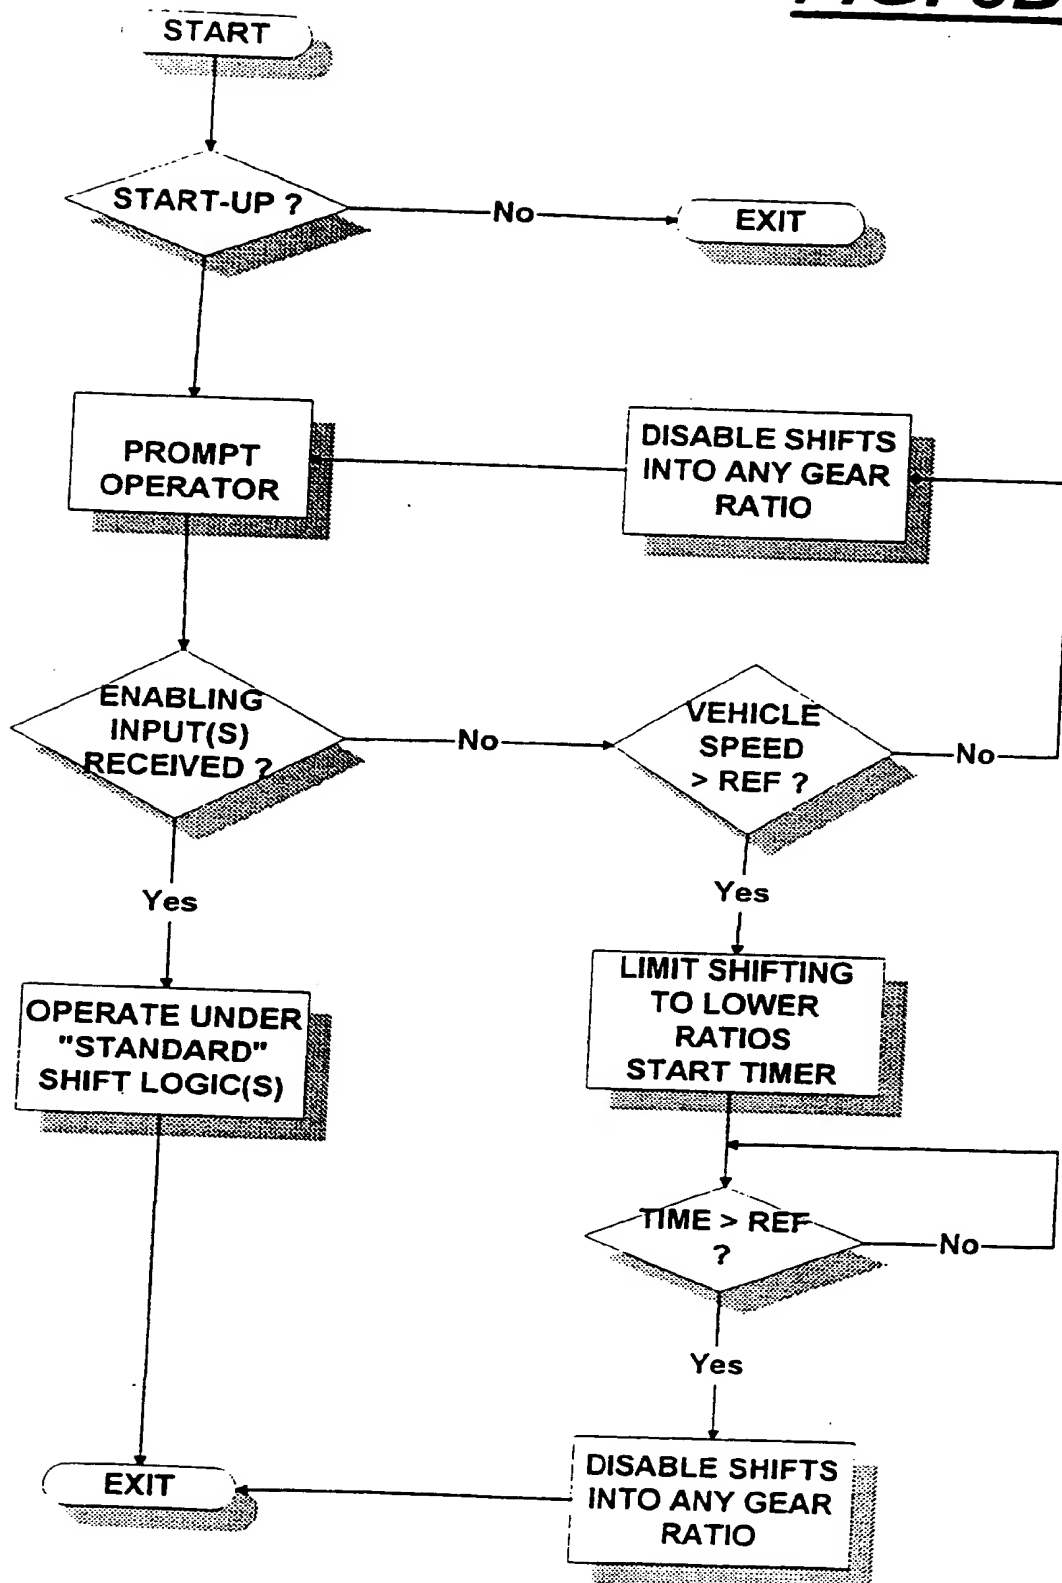 START
START-UP ?
No
EXIT
PROMPT
OPERATOR
DISABLE SHIFTS
INTO ANY GEAR
RATIO
ENABLING
INPUT(S)
RECEIVED ?
No
VEHICLE
SPEED
> REF ?
No
Yes
Yes
OPERATE UNDER
"STANDARD"
SHIFT LOGIC(S)
LIMIT SHIFTING
TO LOWER
RATIOS
START TIMER
TIME > REF
?
No
Yes
EXIT
DISABLE SHIFTS
INTO ANY GEAR
RATIO